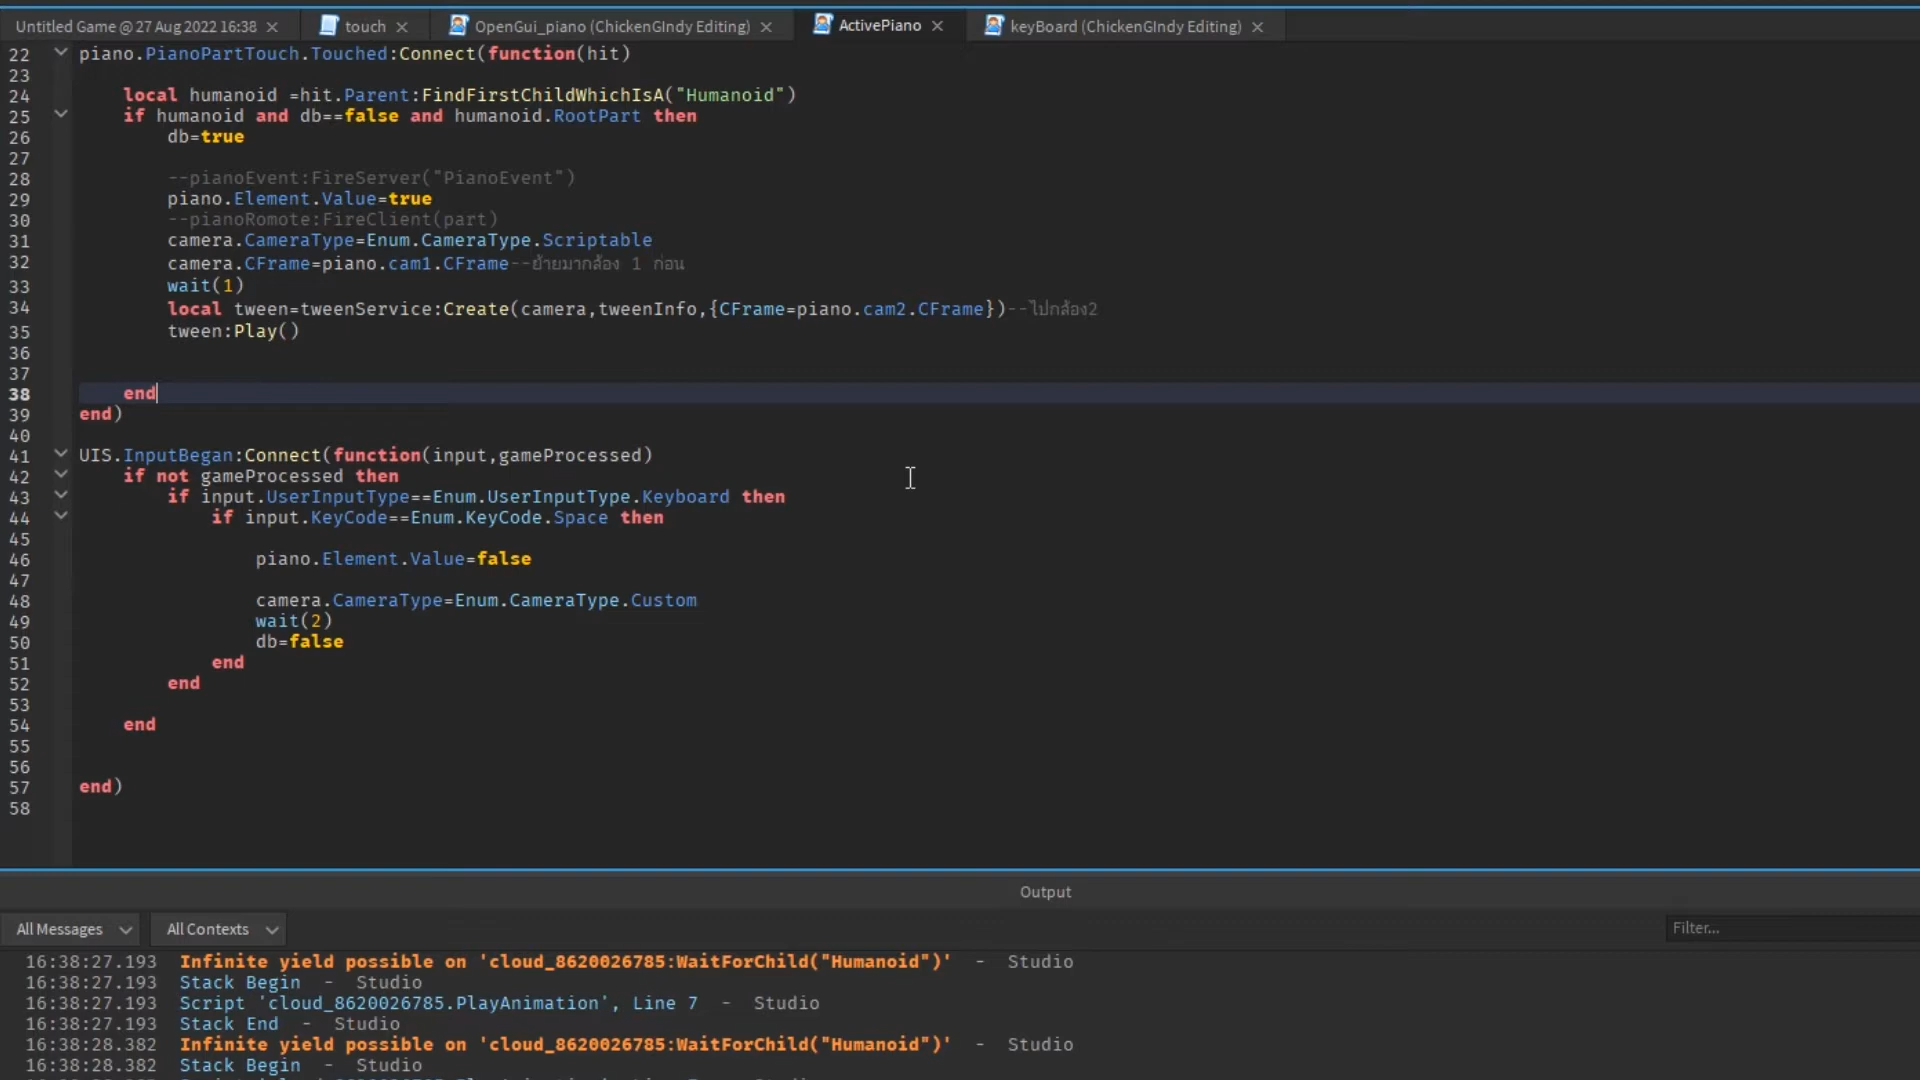 Untitled Game @ 27 Aug 2022 16:38 touch OpenGui_piano (ChickenGIndy Editing) ActivePiano keyBoard (ChickenGIndy Editing)
22 piano.PianoPartTouch.Touched:Connect(function(hit)
23
24 local humanoid =hit.Parent:FindFirstChildWhichIsA("Humanoid")
25 if humanoid and db==false and humanoid.RootPart then
26 db=true
27
28 --pianoEvent:FireServer("PianoEvent")
29 piano.Element.Value=true
30 --pianoRomote:FireClient(part)
31 camera.CameraType=Enum.CameraType.Scriptable
32 camera.CFrame=piano.cam1.CFrame--ย้ายมากล้อง 1 ก่อน
33 wait(1)
34 local tween=tweenService:Create(camera,tweenInfo,{CFrame=piano.cam2.CFrame})--ไปกล้อง2
35 tween:Play()
36
37
38 end
39 end)
40
41 UIS.InputBegan:Connect(function(input,gameProcessed)
42 if not gameProcessed then
43 if input.UserInputType==Enum.UserInputType.Keyboard then
44 if input.KeyCode==Enum.KeyCode.Space then
45
46 piano.Element.Value=false
47
48 camera.CameraType=Enum.CameraType.Custom
49 wait(2)
50 db=false
51 end
52 end
53
54 end
55
56
57 end)
58
Output
All Messages All Contexts Filter...
16:38:27.193 Infinite yield possible on 'cloud_8620026785:WaitForChild("Humanoid")' - Studio
16:38:27.193 Stack Begin - Studio
16:38:27.193 Script 'cloud_8620026785.PlayAnimation', Line 7 - Studio
16:38:27.193 Stack End - Studio
16:38:28.382 Infinite yield possible on 'cloud_8620026785:WaitForChild("Humanoid")' - Studio
16:38:28.382 Stack Begin - Studio